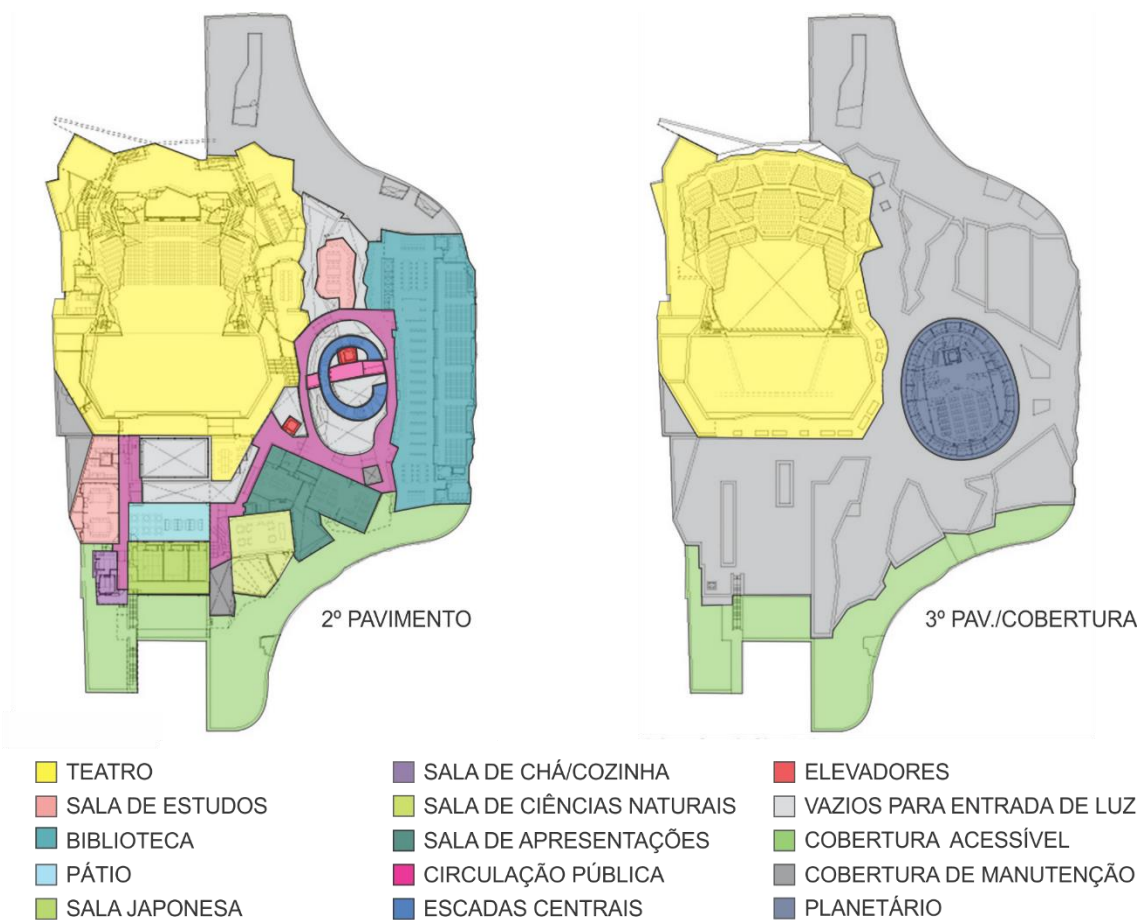 2º PAVIMENTO
3º PAV./COBERTURA
TEATRO
SALA DE ESTUDOS
BIBLIOTECA
PÁTIO
SALA JAPONESA
SALA DE CHÁ/COZINHA
SALA DE CIÊNCIAS NATURAIS
SALA DE APRESENTAÇÕES
CIRCULAÇÃO PÚBLICA
ESCADAS CENTRAIS
ELEVADORES
VAZIOS PARA ENTRADA DE LUZ
COBERTURA ACESSÍVEL
COBERTURA DE MANUTENÇÃO
PLANETÁRIO